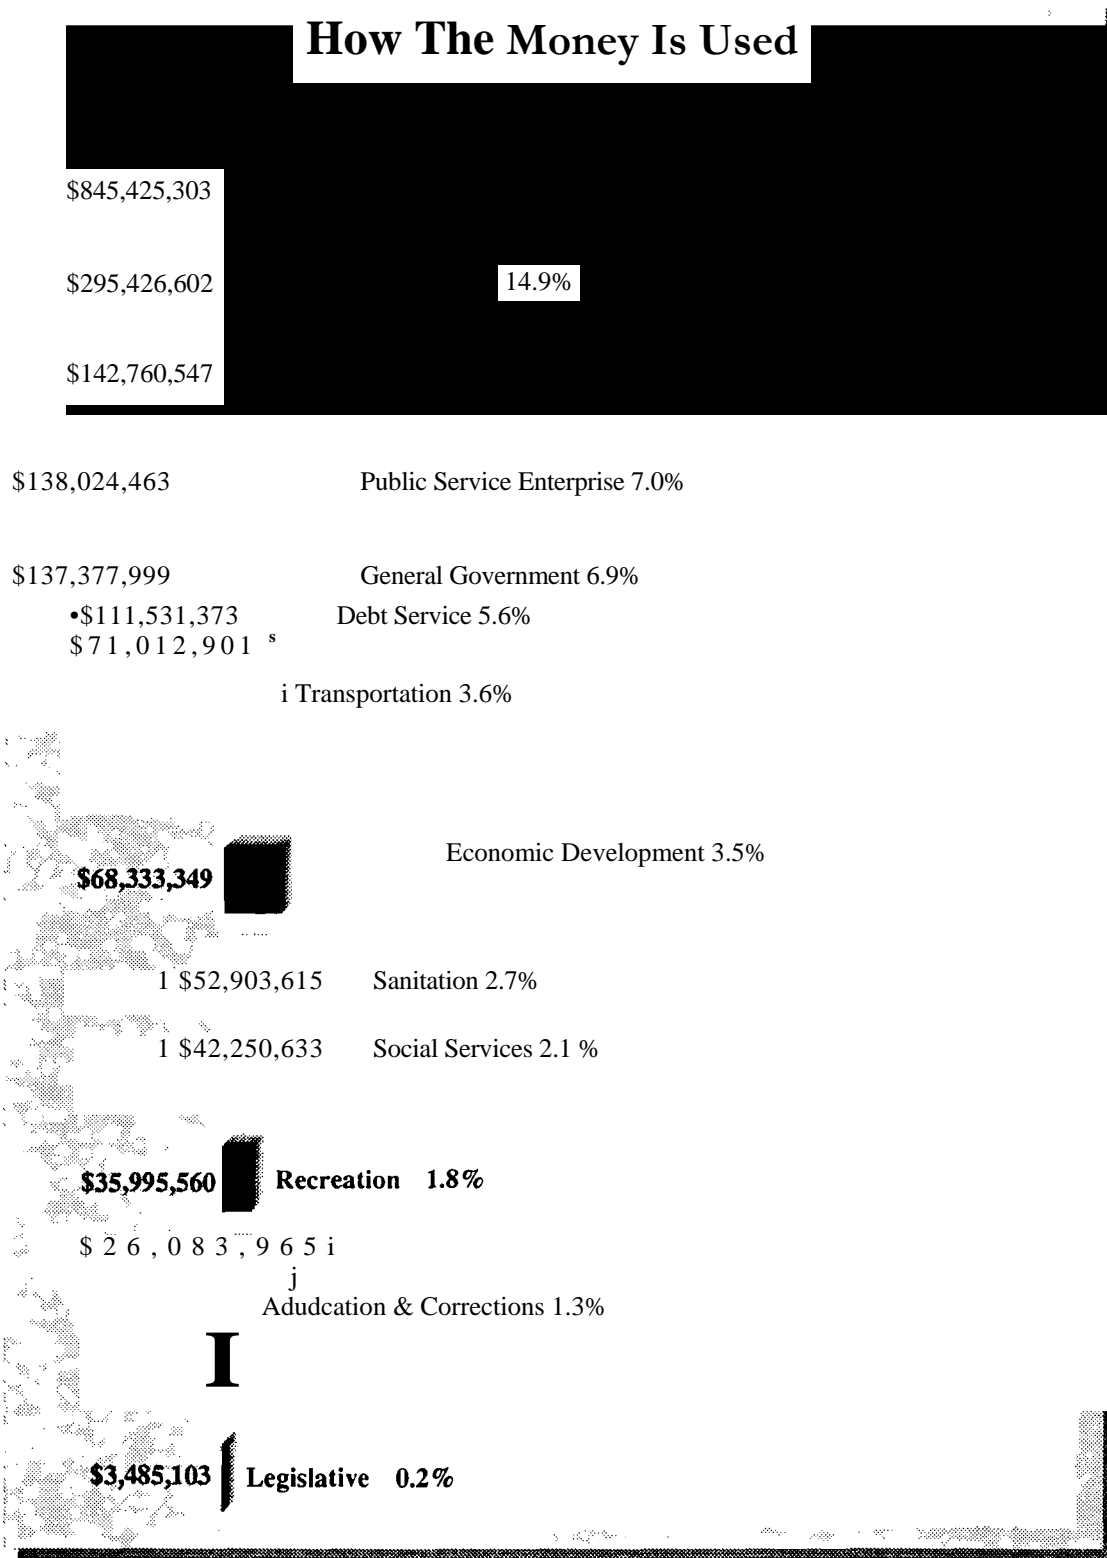 How The Money Is Used
$845,425,303
$295,426,602 14.9%
$142,760,547
$138,024,463 Public Service Enterprise 7.0%
$137,377,999 General Government 6.9%
•$111,531,373 Debt Service 5.6%
$71,012,901 s
i Transportation 3.6%
Economic Development 3.5%
$68,333,349
1 $52,903,615 Sanitation 2.7%
1 $42,250,633 Social Services 2.1 %
$35,995,560 Recreation 1.8%
$26,083,965i
j
Adudcation & Corrections 1.3%
I
$3,485,103 Legislative 0.2%